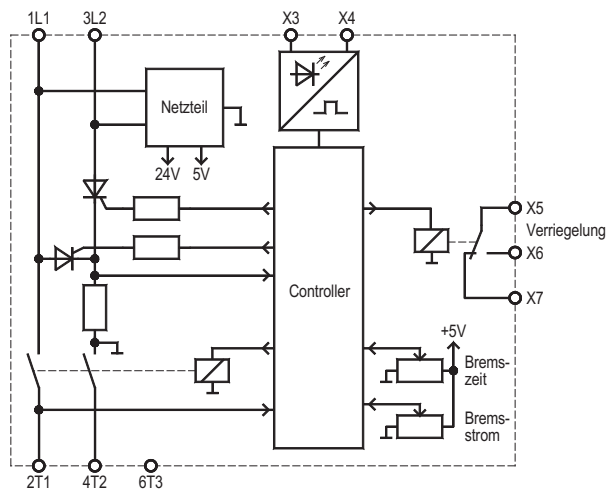 1L1 3L2 X3 X4
Netzteil
24V 5V
X5
Verriegelung
X6
Controller
X7
+5V
Brems-
zeit
Brems-
strom
2T1 4T2 6T3